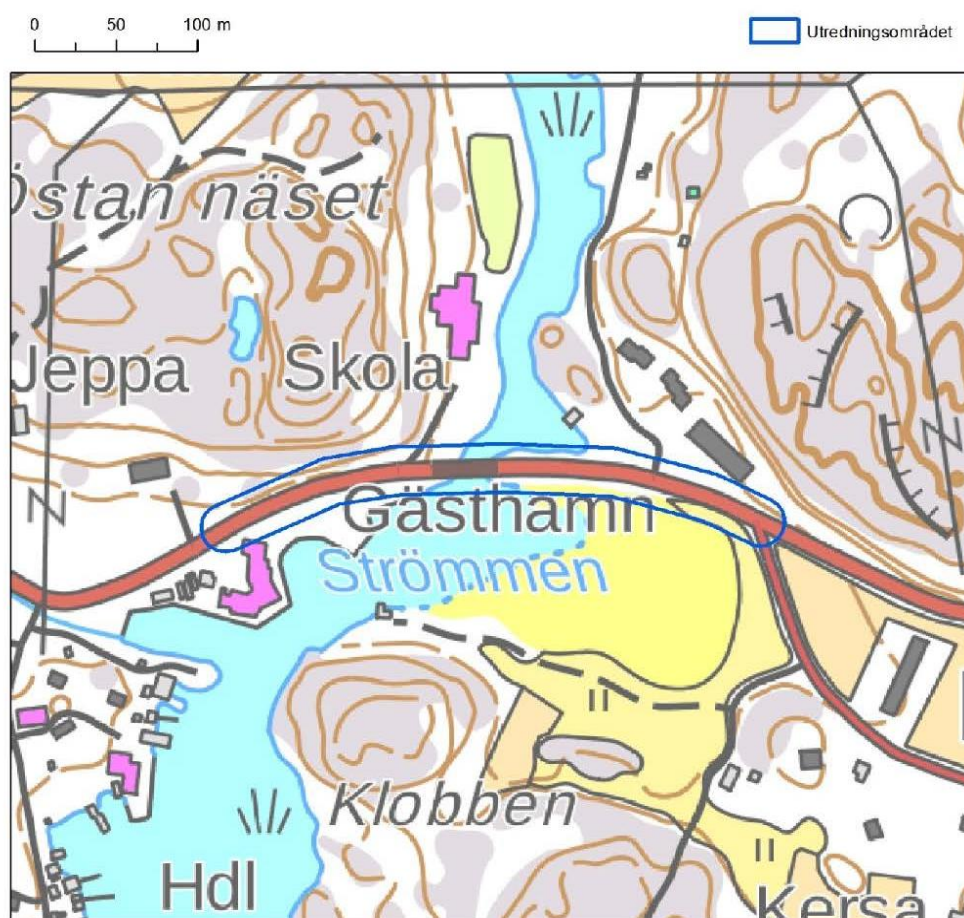 0 50 100 m
Utredningsområdet
Östan näset
Jeppa
Skola
Gästhamn
Strömmen
Klobben
Hdl
Kersa